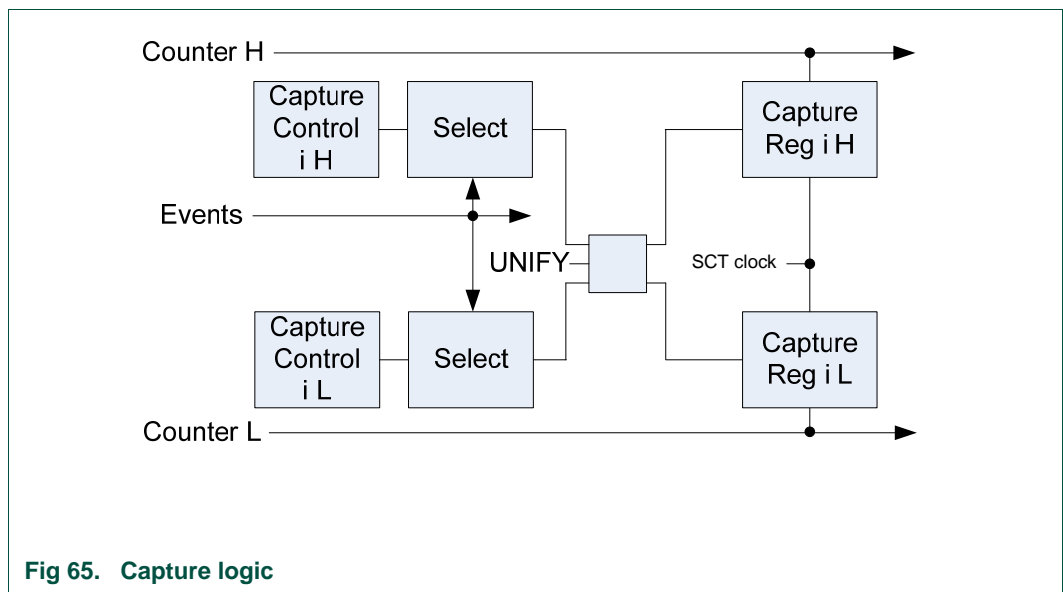 Counter H
Capture
Control
i H
Select
Capture
Reg i H
Events
UNIFY
SCT clock
Capture
Control
i L
Select
Capture
Reg i L
Counter L
Fig 65. Capture logic